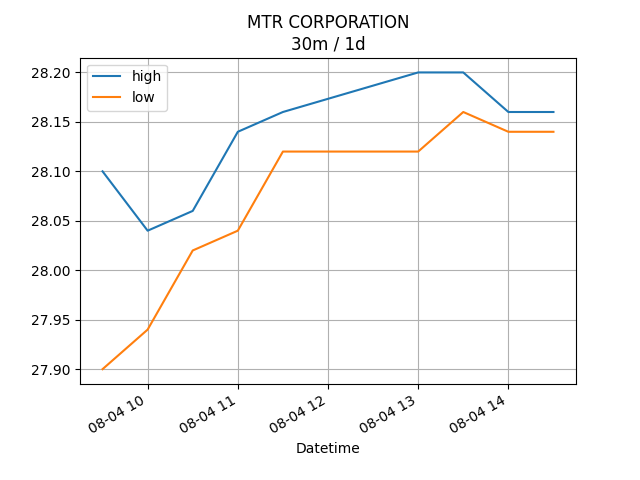 MTR CORPORATION
30m / 1d
high
low
28.20
28.15
28.10
28.05
28.00
27.95
27.90
08-04 10
08-04 11
08-04 12
08-04 13
08-04 14
Datetime